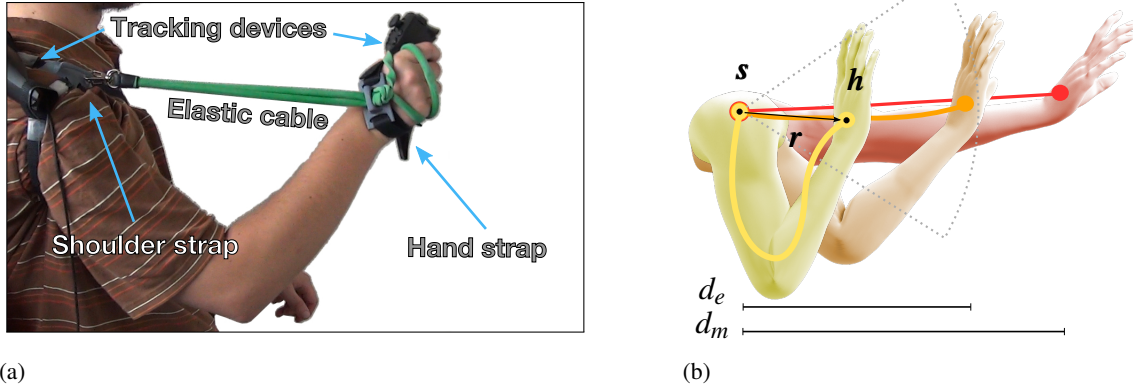 Tracking devices
Elastic cable
Shoulder strap
Hand strap
s
h
r
d_e
d_m
(a)
(b)